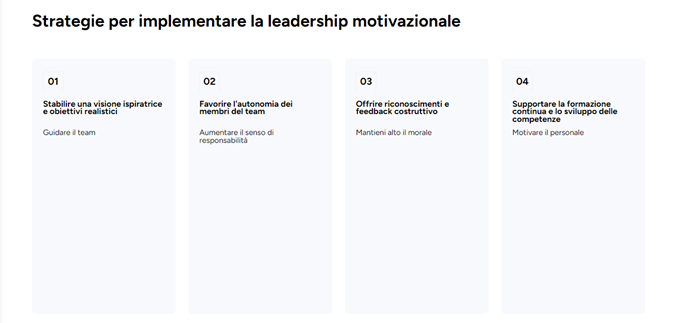 Strategie per implementare la leadership motivazionale
01
Stabilire una visione ispiratrice
e obiettivi realistici
Guidare il team
02
Favorire l'autonomia dei
membri del team
Aumentare il senso di
responsabilità
03
Offrire riconoscimenti e
feedback costruttivo
Mantieni alto il morale
04
Supportare la formazione
continua e lo sviluppo delle
competenze
Motivare il personale